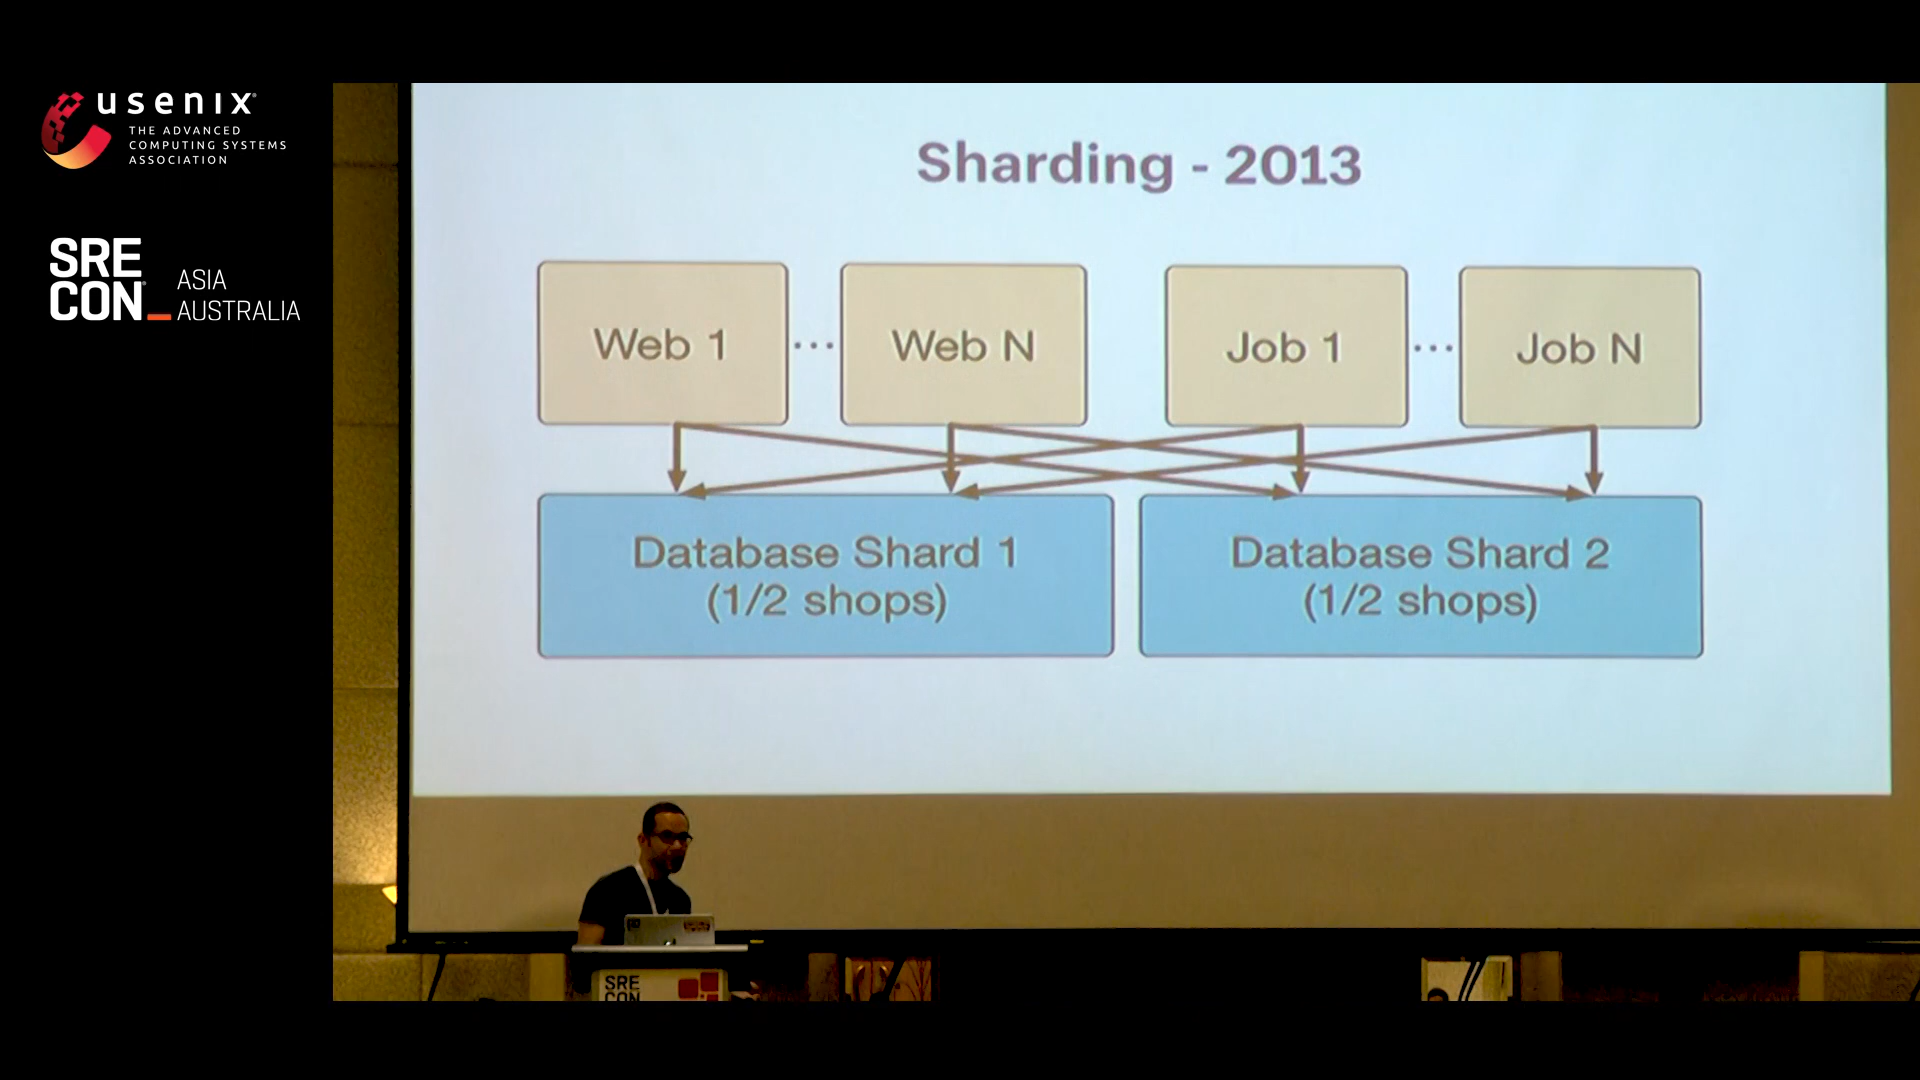 usenix
THE ADVANCED
COMPUTING SYSTEMS
ASSOCIATION
SRE
CON
ASIA
AUSTRALIA
Sharding - 2013
Web 1 ... Web N Job 1 ... Job N
Database Shard 1
(1/2 shops)
Database Shard 2
(1/2 shops)
SRE
CON